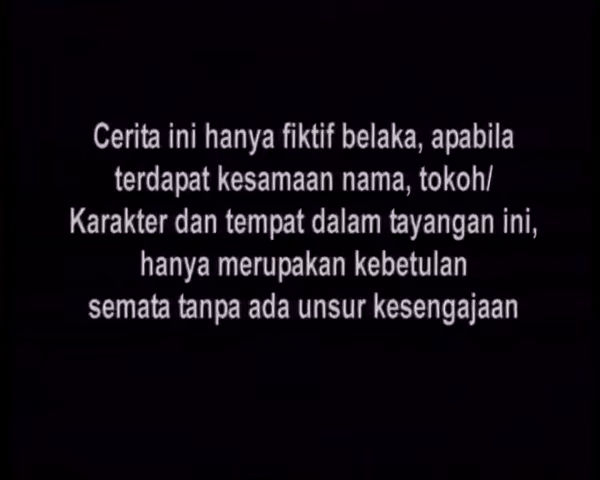 Cerita ini hanya fiktif belaka, apabila
terdapat kesamaan nama, tokoh/
Karakter dan tempat dalam tayangan ini,
hanya merupakan kebetulan
semata tanpa ada unsur kesengajaan